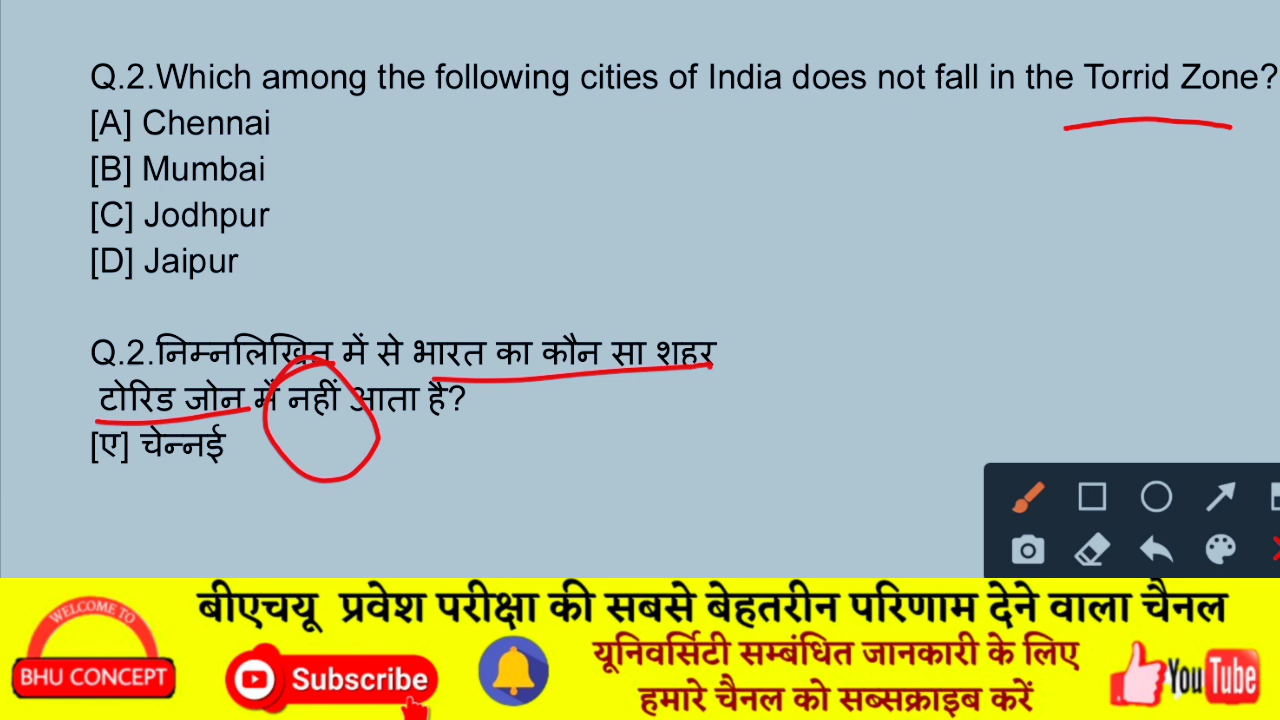 Q.2.Which among the following cities of India does not fall in the Torrid Zone?
[A] Chennai
[B] Mumbai
[C] Jodhpur
[D] Jaipur
Q.2.निम्नलिखित में से भारत का कौन सा शहर
टोरिड जोन में नहीं आता है?
[ए] चेन्नई
बीएचयू प्रवेश परीक्षा की सबसे बेहतरीन परिणाम देने वाला चैनल
WELCOME TO
BHU CONCEPT
Subscribe
यूनिवर्सिटी सम्बंधित जानकारी के लिए
हमारे चैनल को सब्सक्राइब करें
YouTube